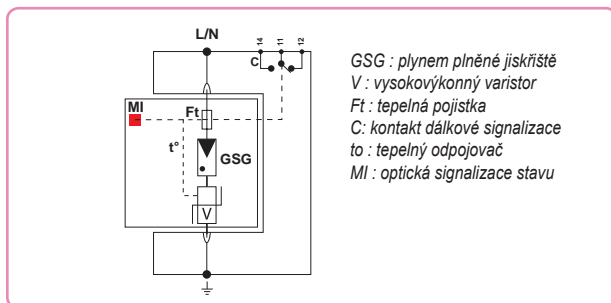 L/N
14
11
12
C
MI
Ft
t°
GSG
V
GSG : plynem plněné jiskřiště
V : vysokovýkonný varistor
Ft : tepelná pojistka
C: kontakt dálkové signalizace
to : tepelný odpojovač
MI : optická signalizace stavu